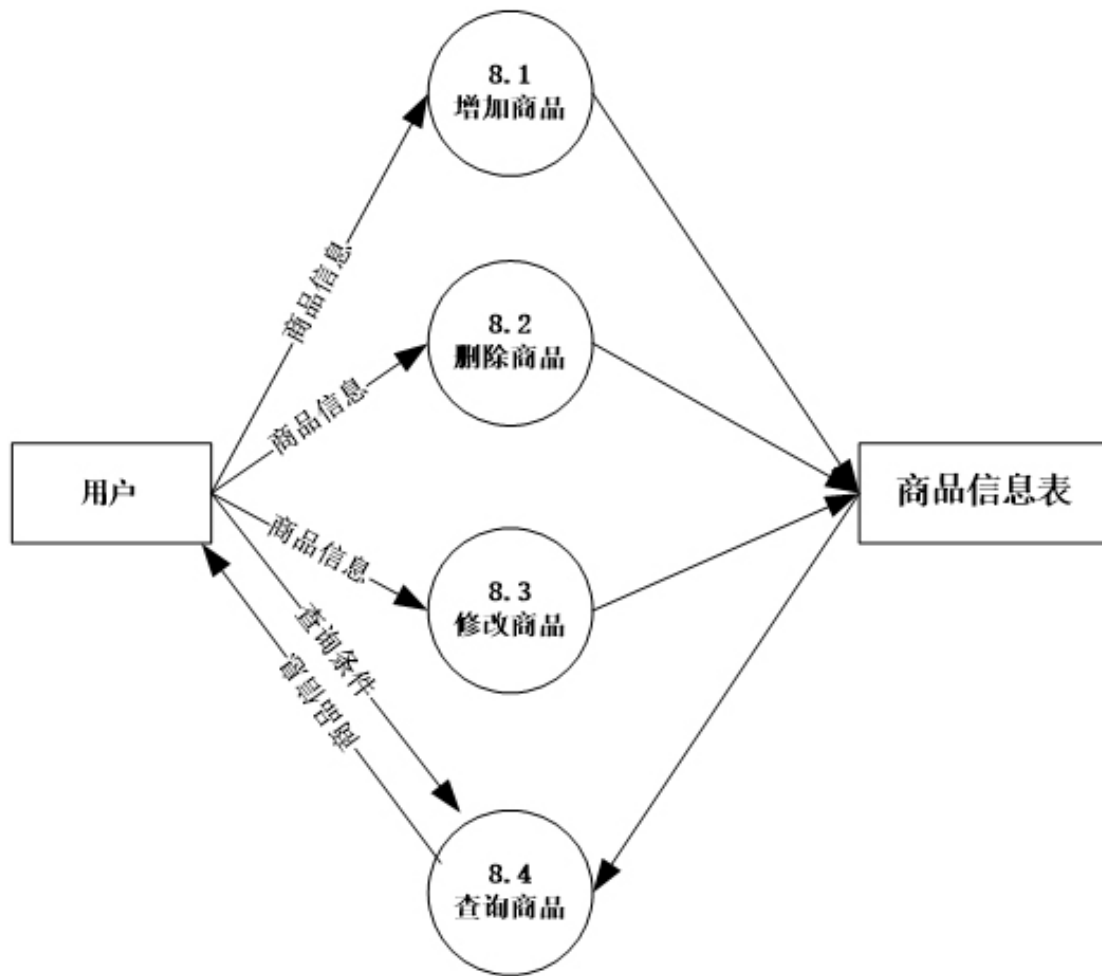 8.1
增加商品
商品信息
8.2
删除商品
商品信息
用户
商品信息表
商品信息
8.3
修改商品
查询条件
商品信息
8.4
查询商品